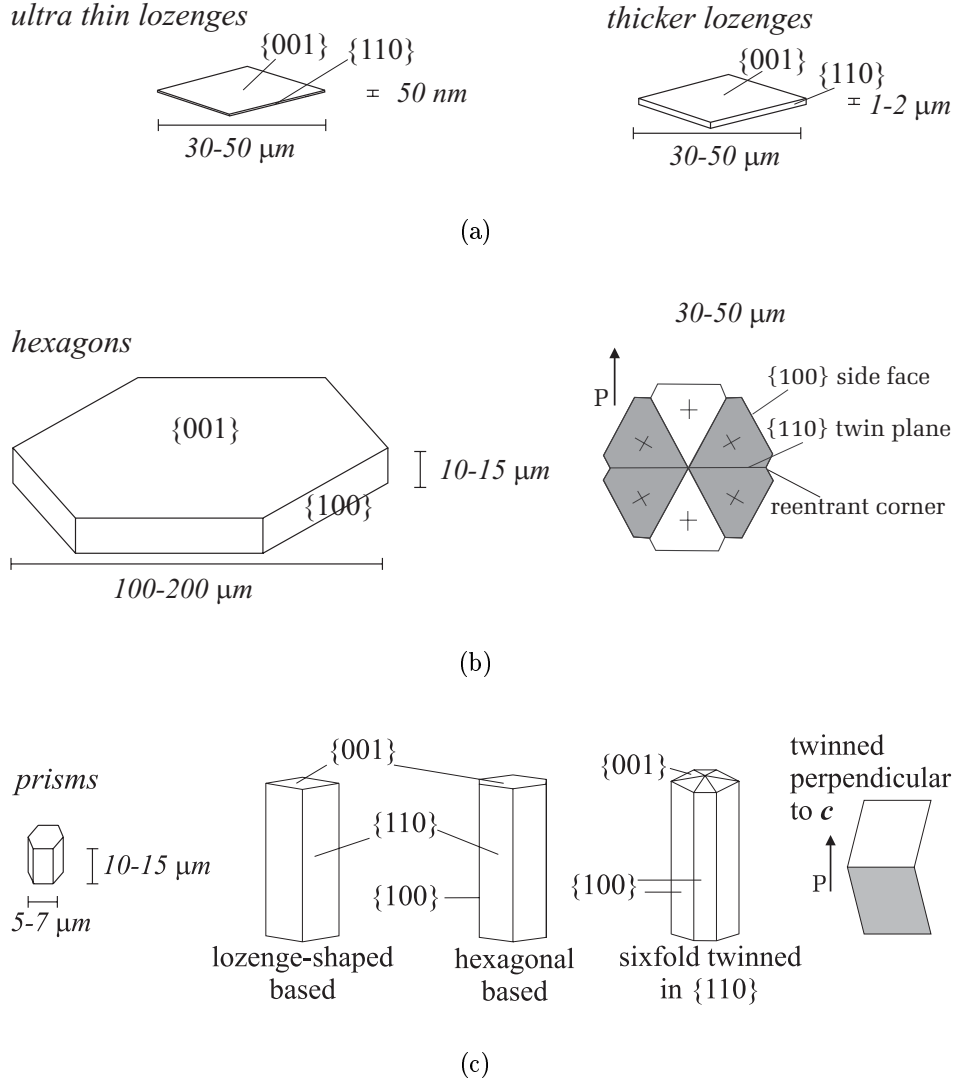 ultra thin lozenges
{001}
{110}
50 nm
30-50 μm
thicker lozenges
{001}
{110}
1-2 μm
30-50 μm
(a)
hexagons
{001}
{100}
10-15 μm
100-200 μm
30-50 μm
P
{100} side face
{110} twin plane
reentrant corner
(b)
prisms
10-15 μm
5-7 μm
{001}
{110}
{100}
lozenge-shaped
based
hexagonal
based
{001}
{100}
sixfold twinned
in {110}
twinned
perpendicular
to c
P
(c)